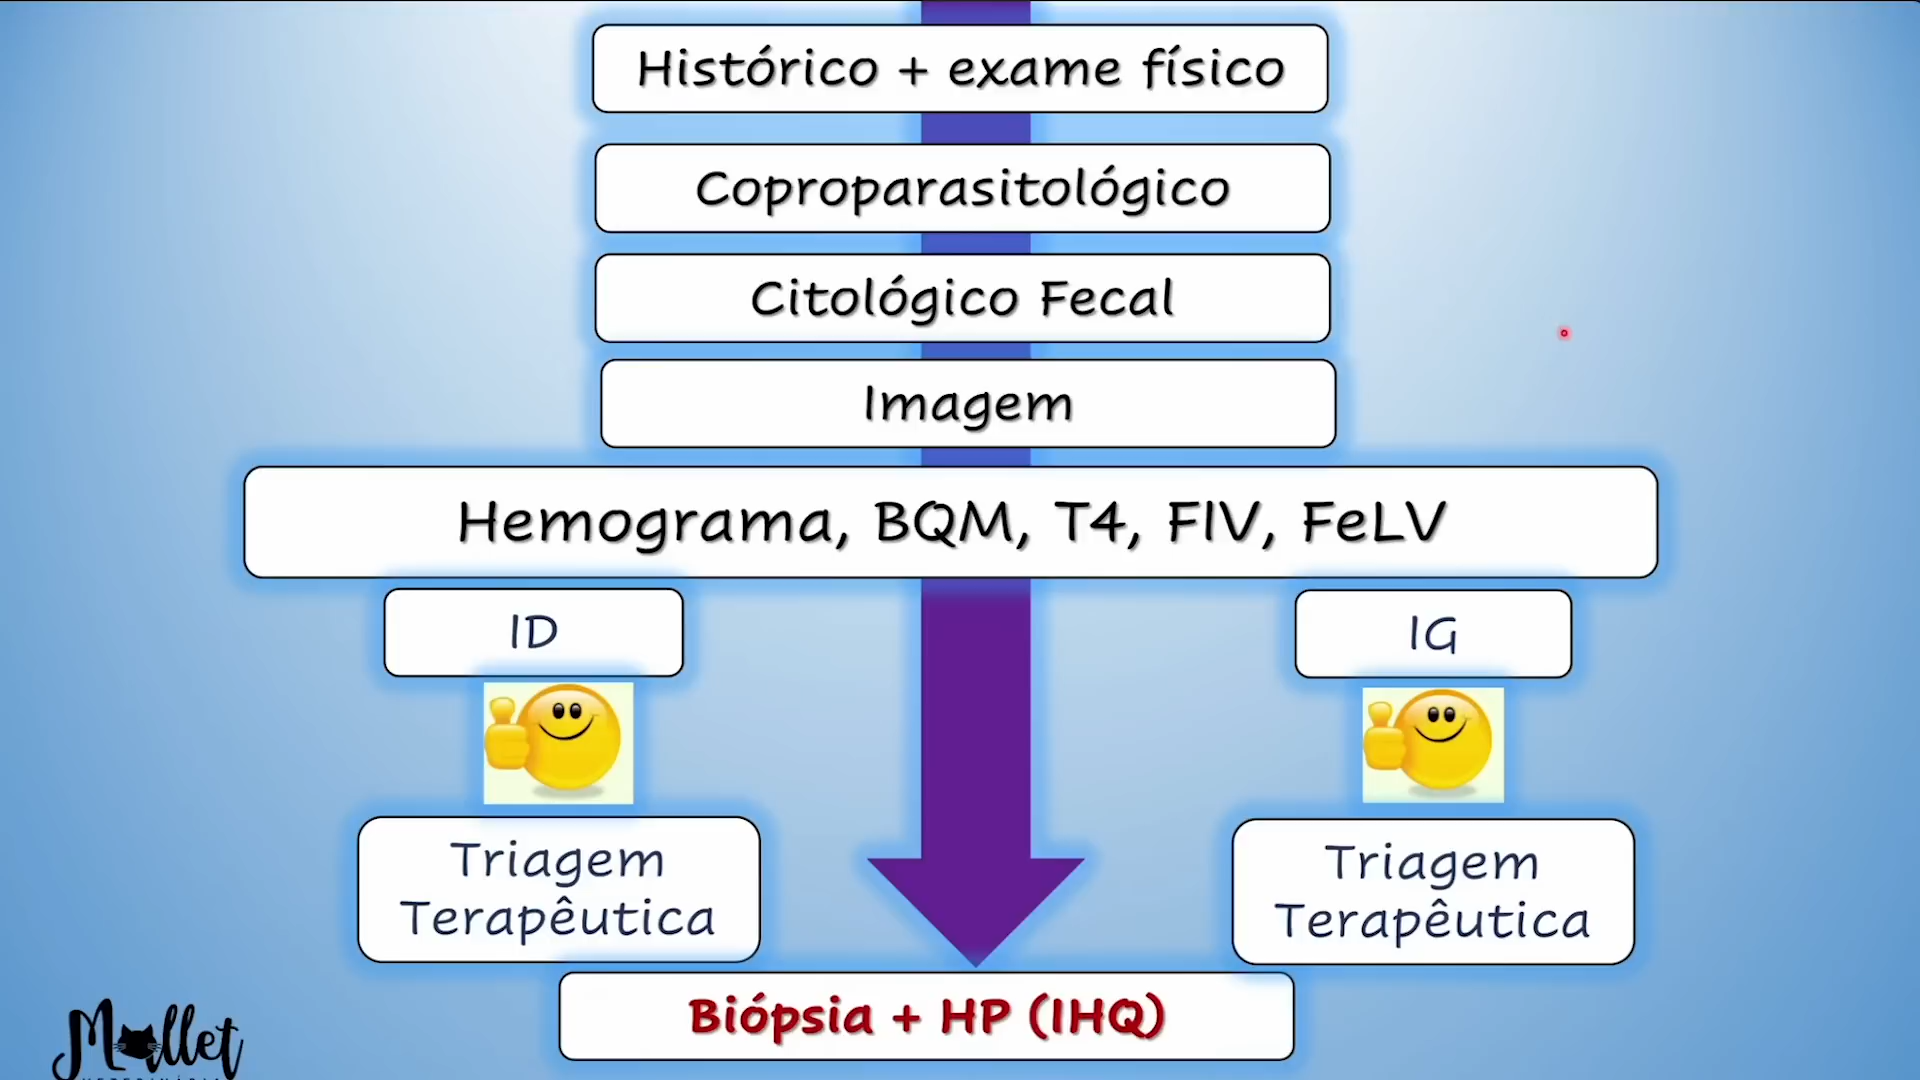 Histórico + exame físico
Coproparasitológico
Citológico Fecal
Imagem
Hemograma, BQM, T4, FIV, FeLV
ID
IG
Triagem
Terapêutica
Triagem
Terapêutica
Biópsia + HP (IHQ)
Mallet